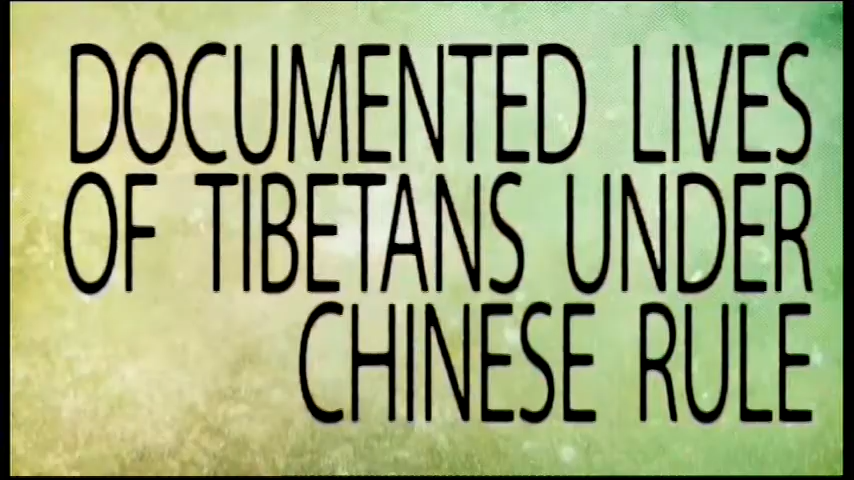 DOCUMENTED LIVES
OF TIBETANS UNDER
CHINESE RULE